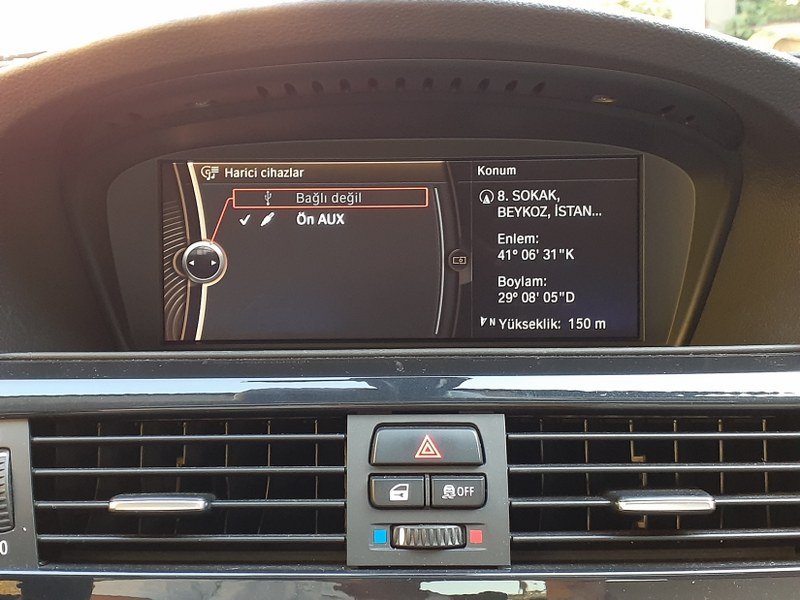 Harici cihazlar
Bağlı değil
Ön AUX
Konum
8. SOKAK,
BEYKOZ, İSTAN...
Enlem:
41° 06' 31"K
Boylam:
29° 08' 05"D
N Yükseklik: 150 m
OFF
0